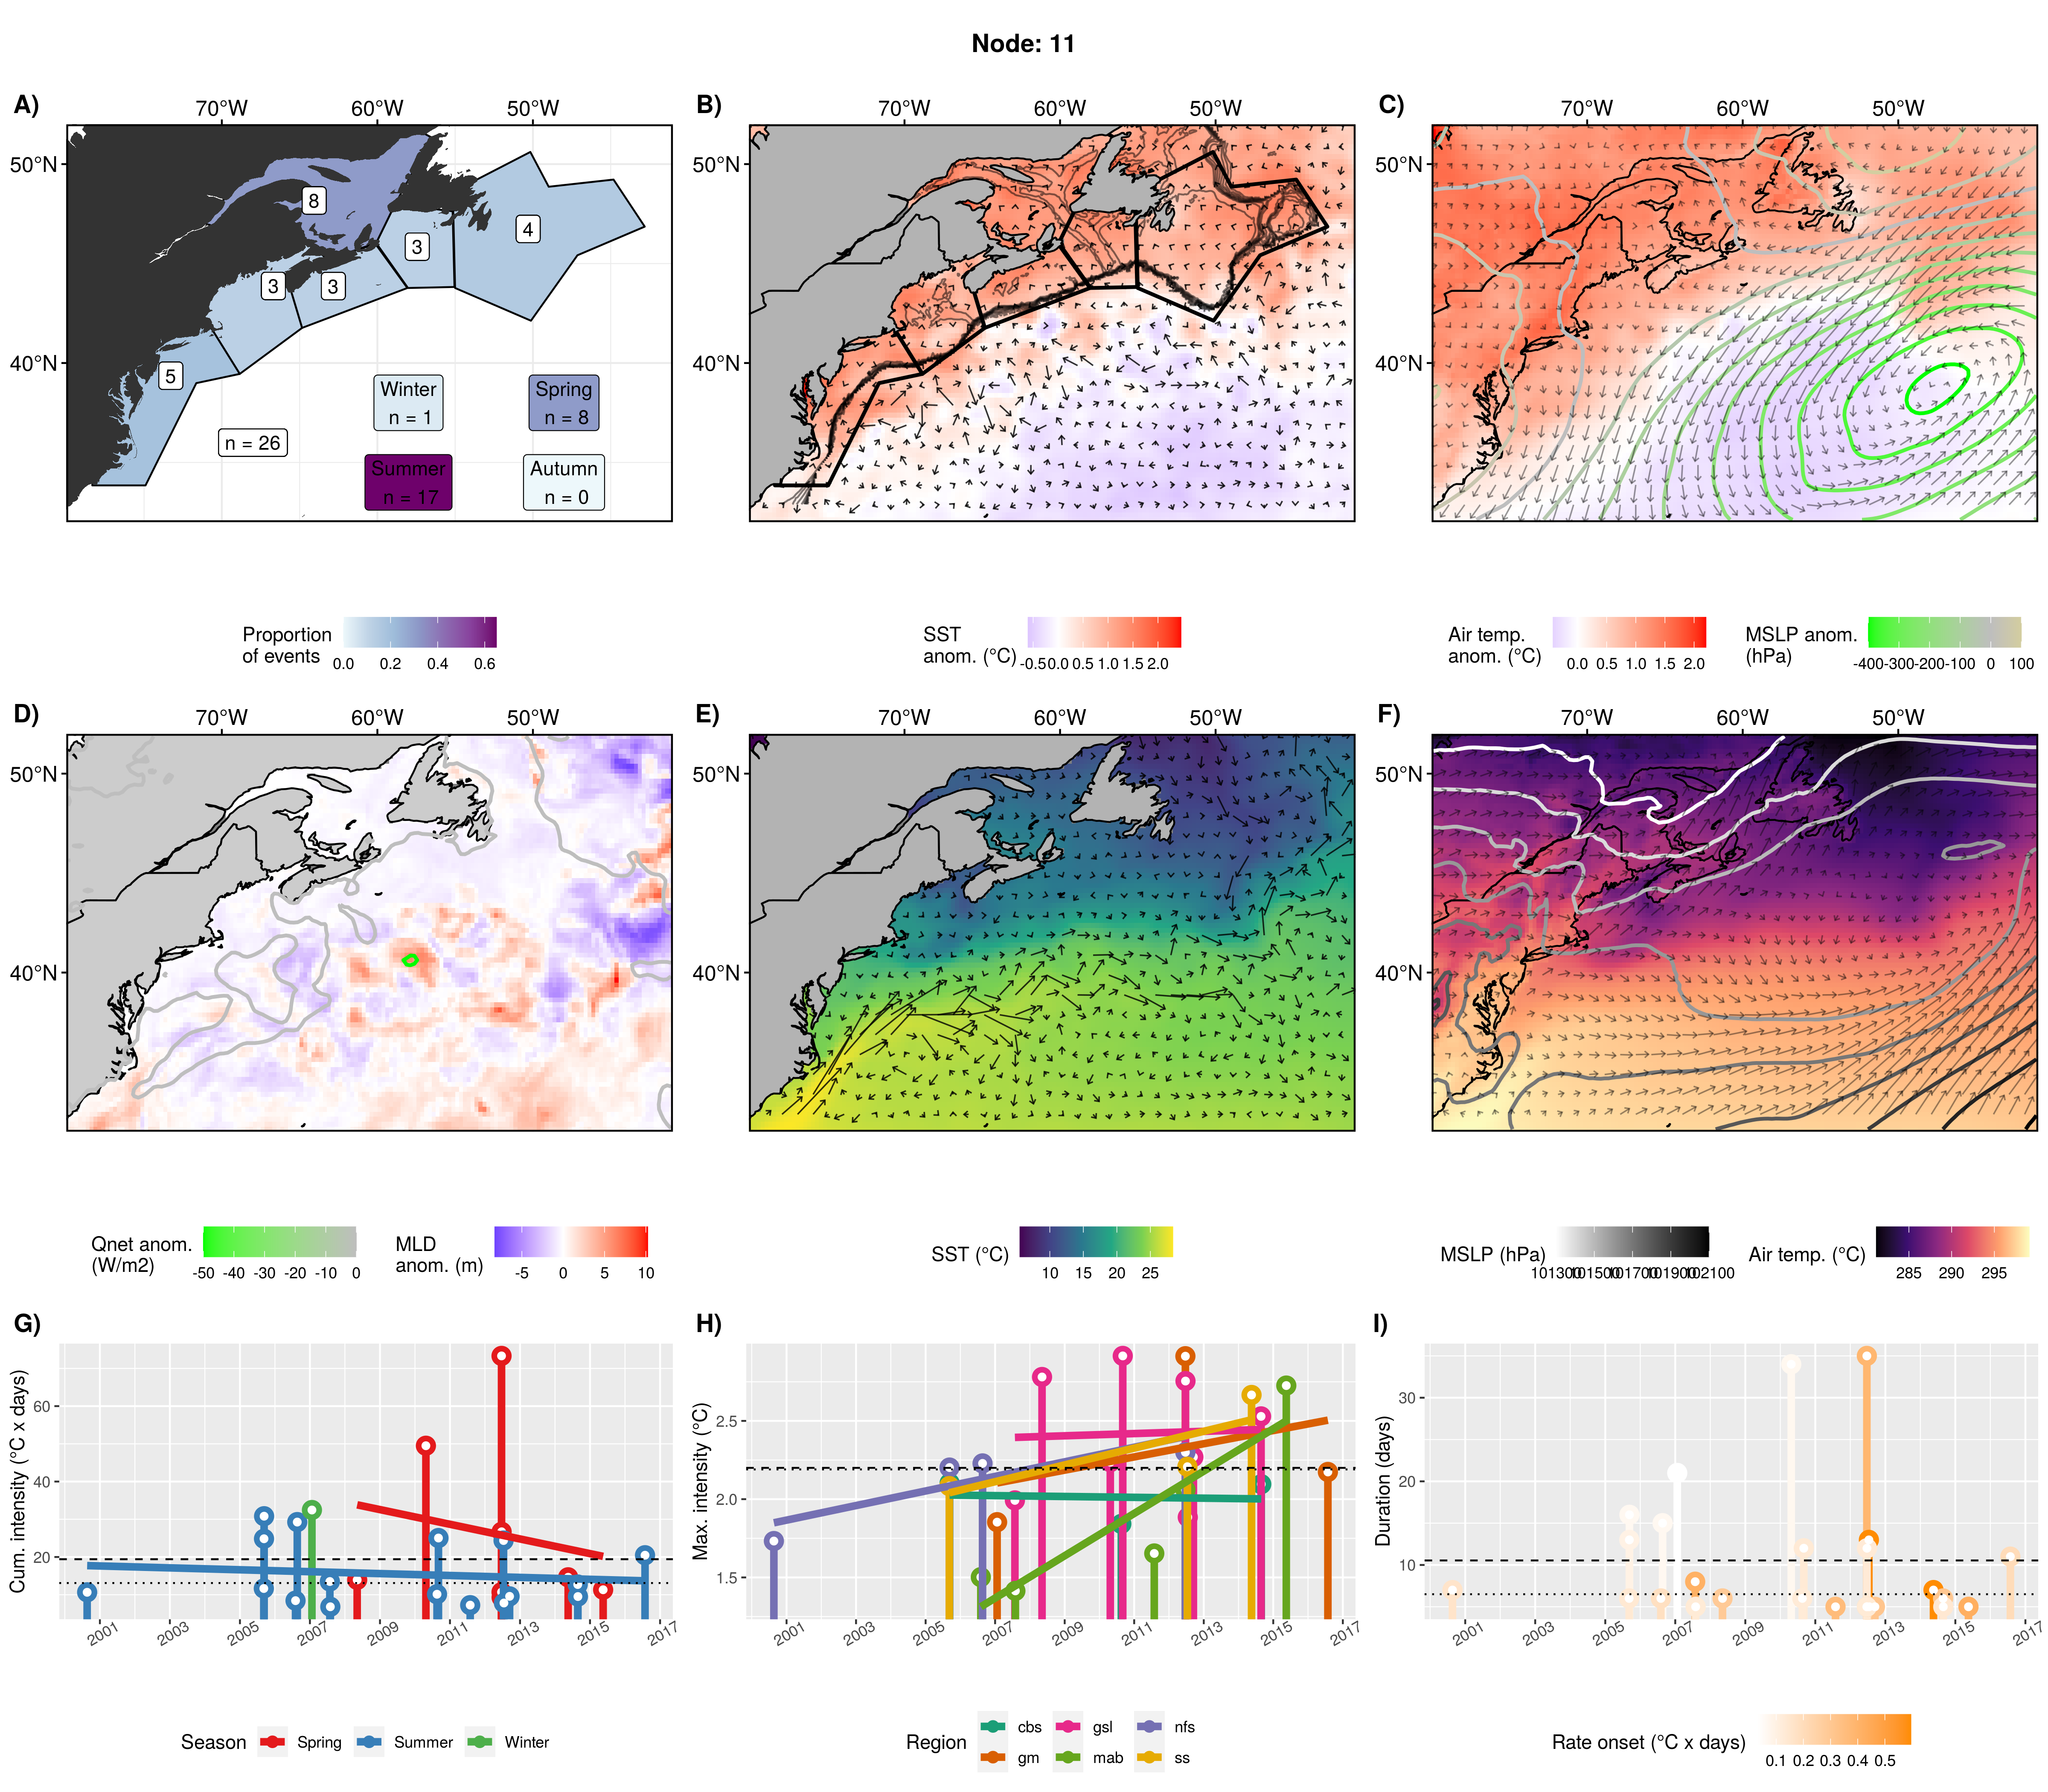 Node: 11
A)
70°W 60°W 50°W
50°N
40°N
8
3
4
3
3
5
n = 26
Winter
n = 1
Spring
n = 8
Summer
n = 17
Autumn
n = 0
Proportion
of events
0.0 0.2 0.4 0.6
B)
70°W 60°W 50°W
50°N
40°N
SST
anom. (°C)
-0.5 0.0 0.5 1.0 1.5 2.0
C)
70°W 60°W 50°W
50°N
40°N
Air temp.
anom. (°C)
0.0 0.5 1.0 1.5 2.0
MSLP anom.
(hPa)
-400 -300 -200 -100 0 100
D)
70°W 60°W 50°W
50°N
40°N
Qnet anom.
(W/m2)
-50 -40 -30 -20 -10 0
MLD
anom. (m)
-5 0 5 10
E)
70°W 60°W 50°W
50°N
40°N
SST (°C)
10 15 20 25
F)
70°W 60°W 50°W
50°N
40°N
MSLP (hPa)
101300 101500 101700 101900 102100
Air temp. (°C)
285 290 295
G)
Cum. intensity (°C x days)
60
40
20
2001 2003 2005 2007 2009 2011 2013 2015 2017
Season Spring Summer Winter
H)
Max. intensity (°C)
2.5
2.0
1.5
2001 2003 2005 2007 2009 2011 2013 2015 2017
Region
cbs gsl nfs
gm mab ss
I)
Duration (days)
30
20
10
2001 2003 2005 2007 2009 2011 2013 2015 2017
Rate onset (°C x days)
0.1 0.2 0.3 0.4 0.5